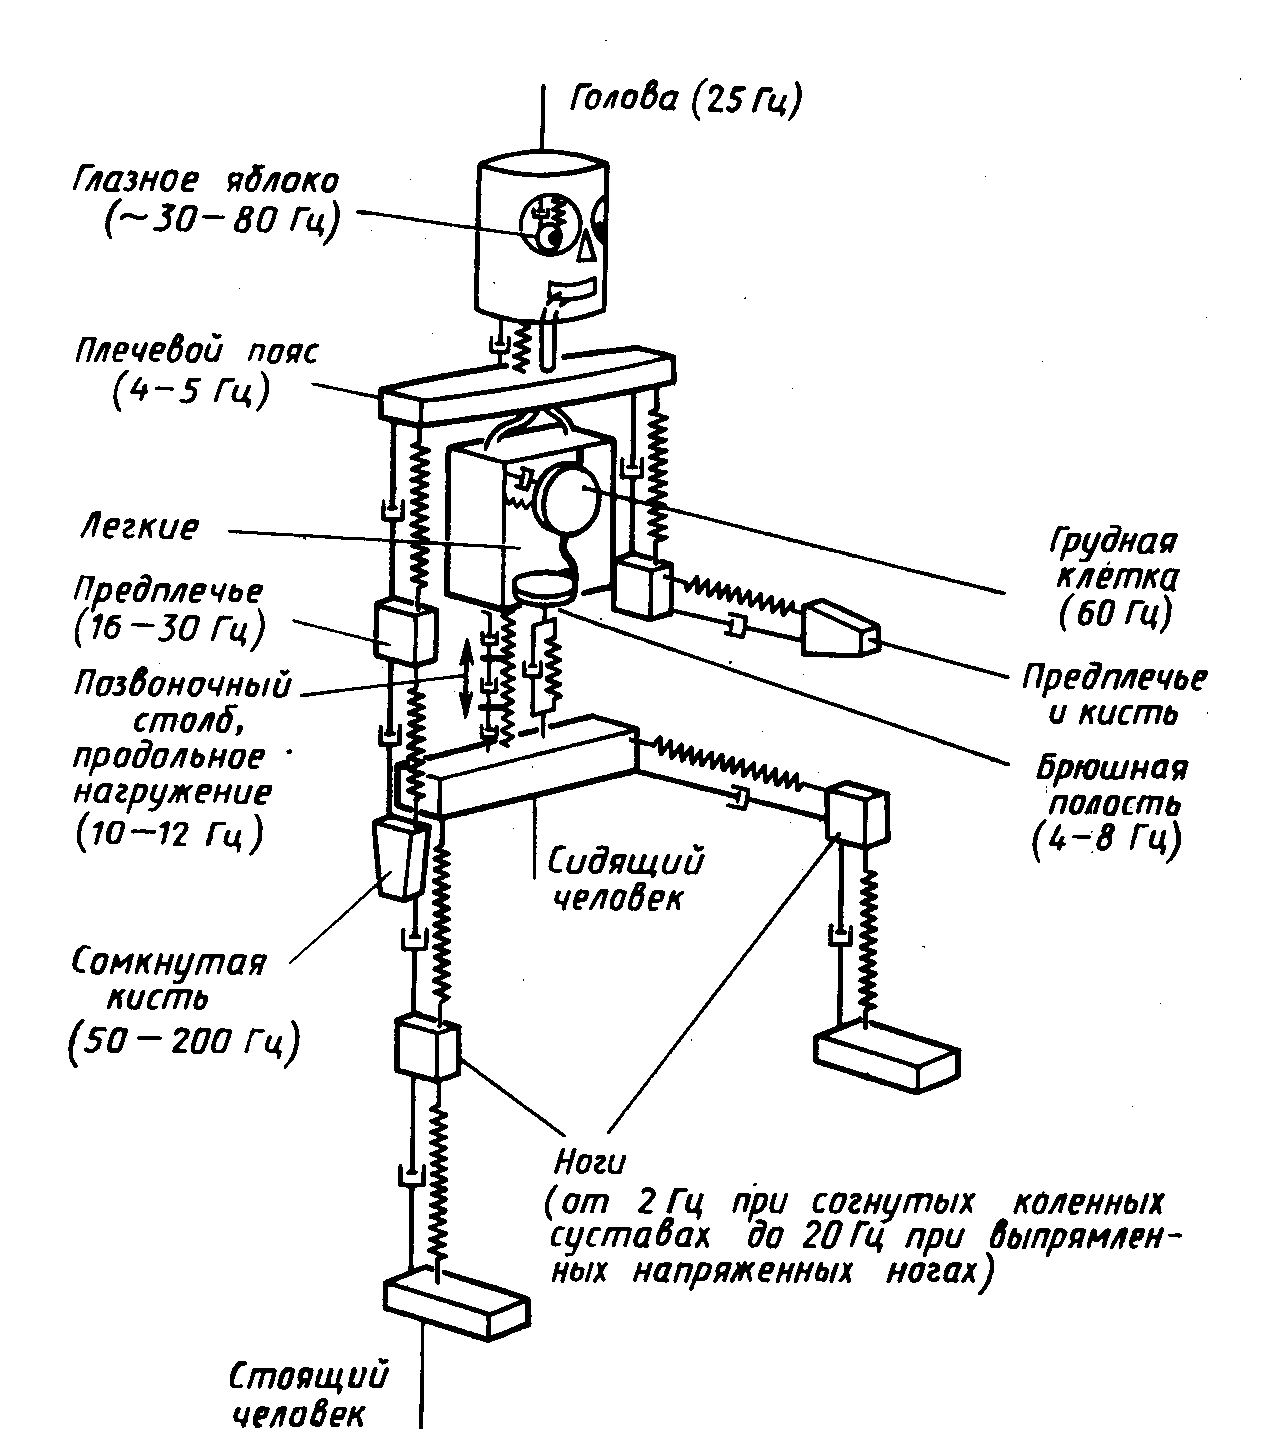 Голова (25 Гц)
Глазное яблоко
(~30–80 Гц)
Плечевой пояс
(4–5 Гц)
Легкие
Предплечье
(16–30 Гц)
Позвоночный
столб,
продольное
нагружение
(10–12 Гц)
Сомкнутая
кисть
(50–200 Гц)
Грудная
клетка
(60 Гц)
Предплечье
и кисть
Брюшная
полость
(4–8 Гц)
Сидящий
человек
Ноги
(от 2 Гц при согнутых коленных
суставах до 20 Гц при выпрямлен-
ных напряженных ногах)
Стоящий
человек